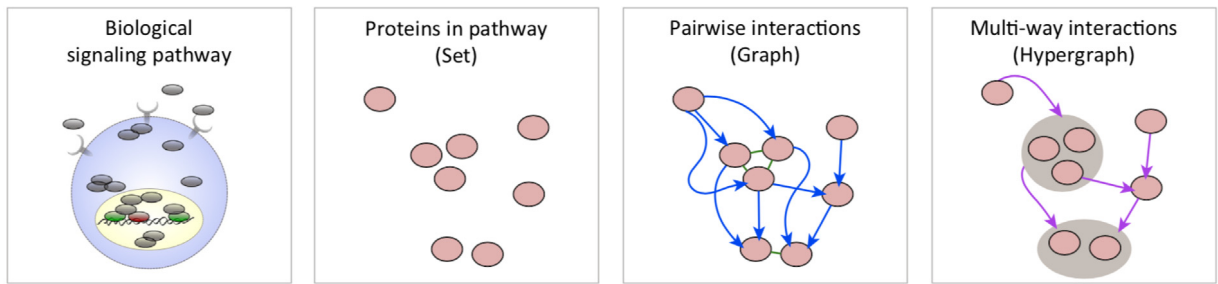 Biological
signaling pathway
Proteins in pathway
(Set)
Pairwise interactions
(Graph)
Multi-way interactions
(Hypergraph)